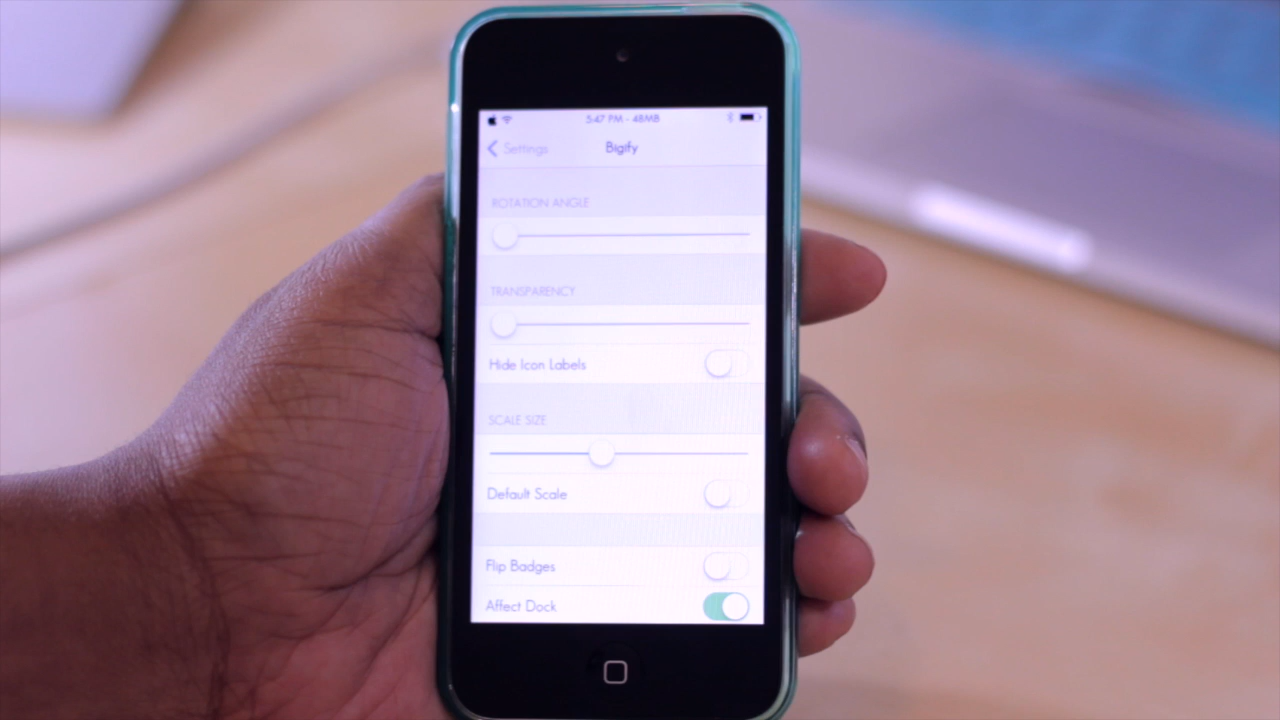 5:47 PM - 48MB
Settings
Bigify
ROTATION ANGLE
TRANSPARENCY
Hide Icon Labels
SCALE SIZE
Default Scale
Flip Badges
Affect Dock